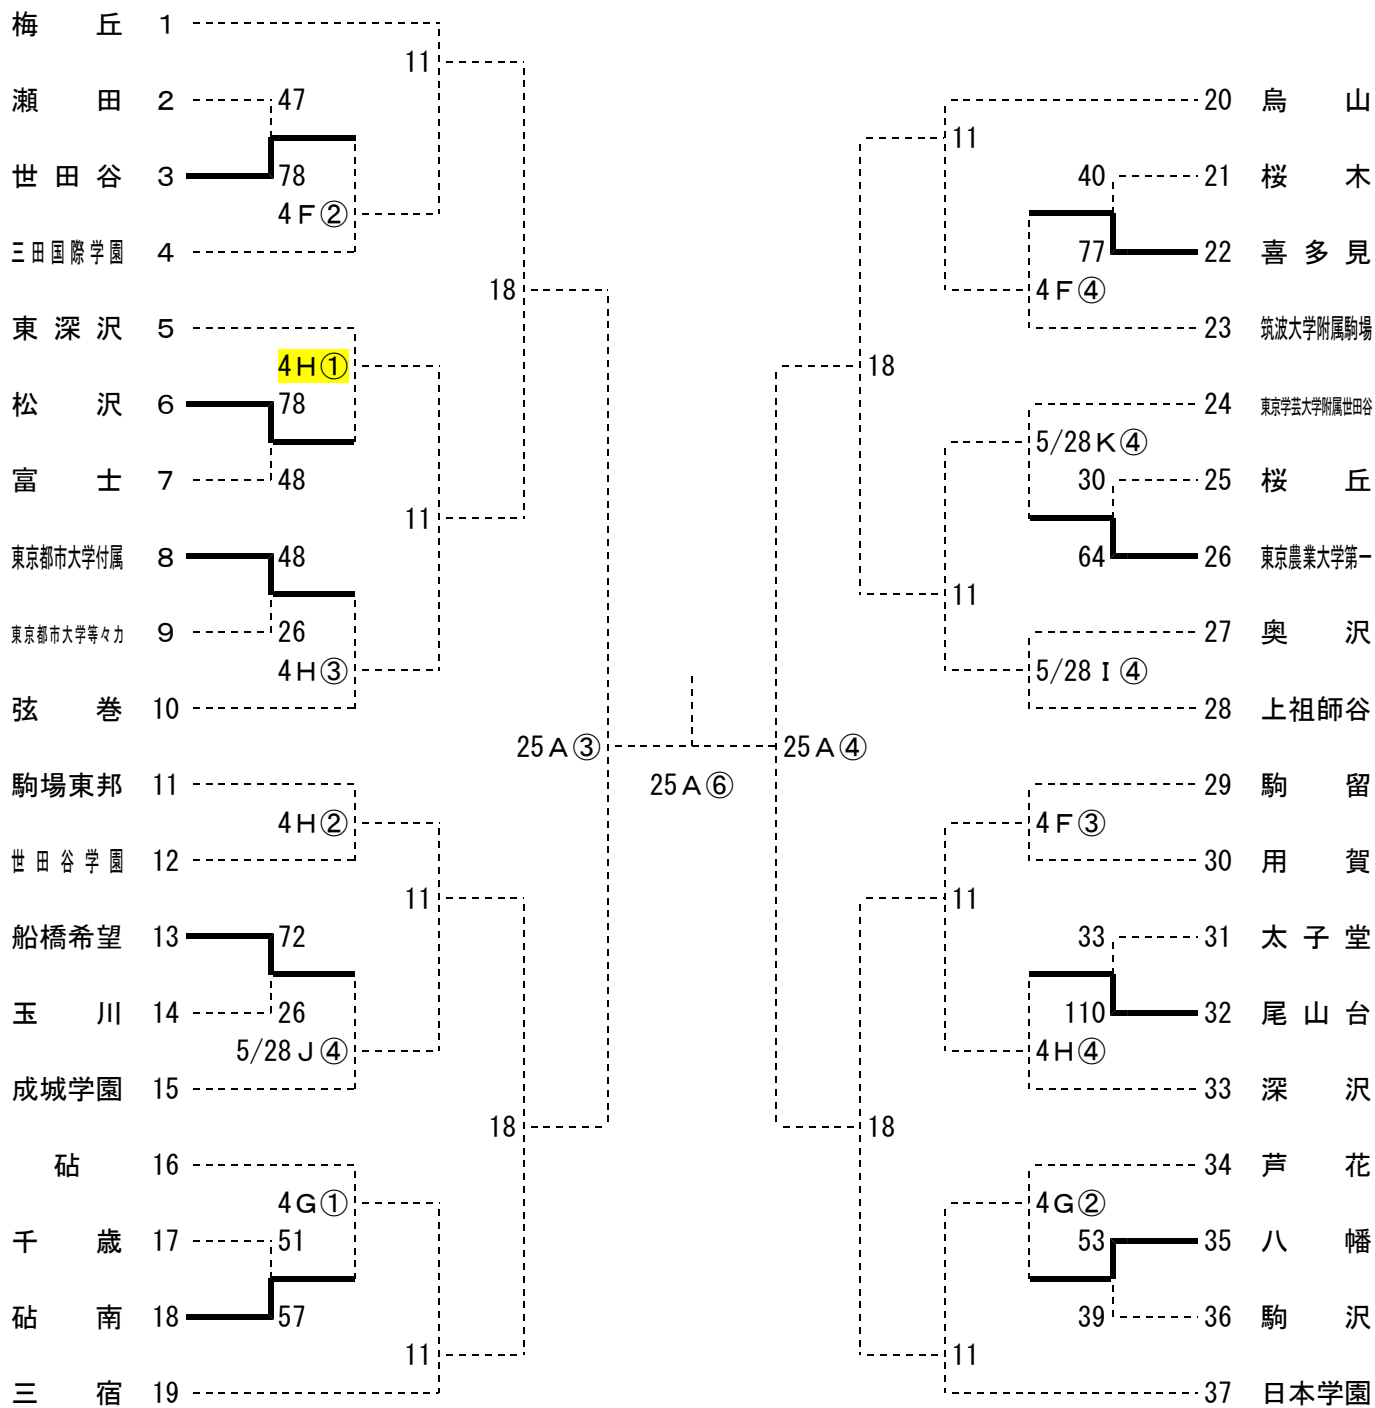 梅丘 1
11
瀬田 2 47
世田谷 3 78
4F②
三田国際学園 4
18
東深沢 5
4H①
松沢 6 78
富士 7 48
11
東京都市大学付属 8 48
東京都市大学等々力 9 26
4H③
弦巻 10
25A③
駒場東邦 11
4H②
世田谷学園 12
11
船橋希望 13 72
玉川 14 26
5/28J④
成城学園 15
18
砧 16
4G①
千歳 17 51
砧南 18 57
11
三宿 19
25A⑥
20 烏山
11
40 21 桜木
77 22 喜多見
4F④
23 筑波大学附属駒場
18
24 東京学芸大学附属世田谷
5/28K④
30 25 桜丘
64 26 東京農業大学第一
11
27 奥沢
5/28I④
28 上祖師谷
25A④
29 駒留
4F③
30 用賀
11
33 31 太子堂
110 32 尾山台
4H④
33 深沢
18
34 芦花
4G②
53 35 八幡
39 36 駒沢
11
37 日本学園